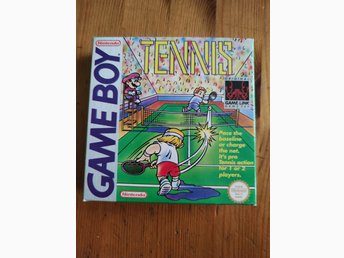 Nintendo
GAME BOY
TENNIS
GAME LINK
Pace the
baseline
or charge
the net.
It's pro
Tennis action
for 1 or 2
players.
Nintendo